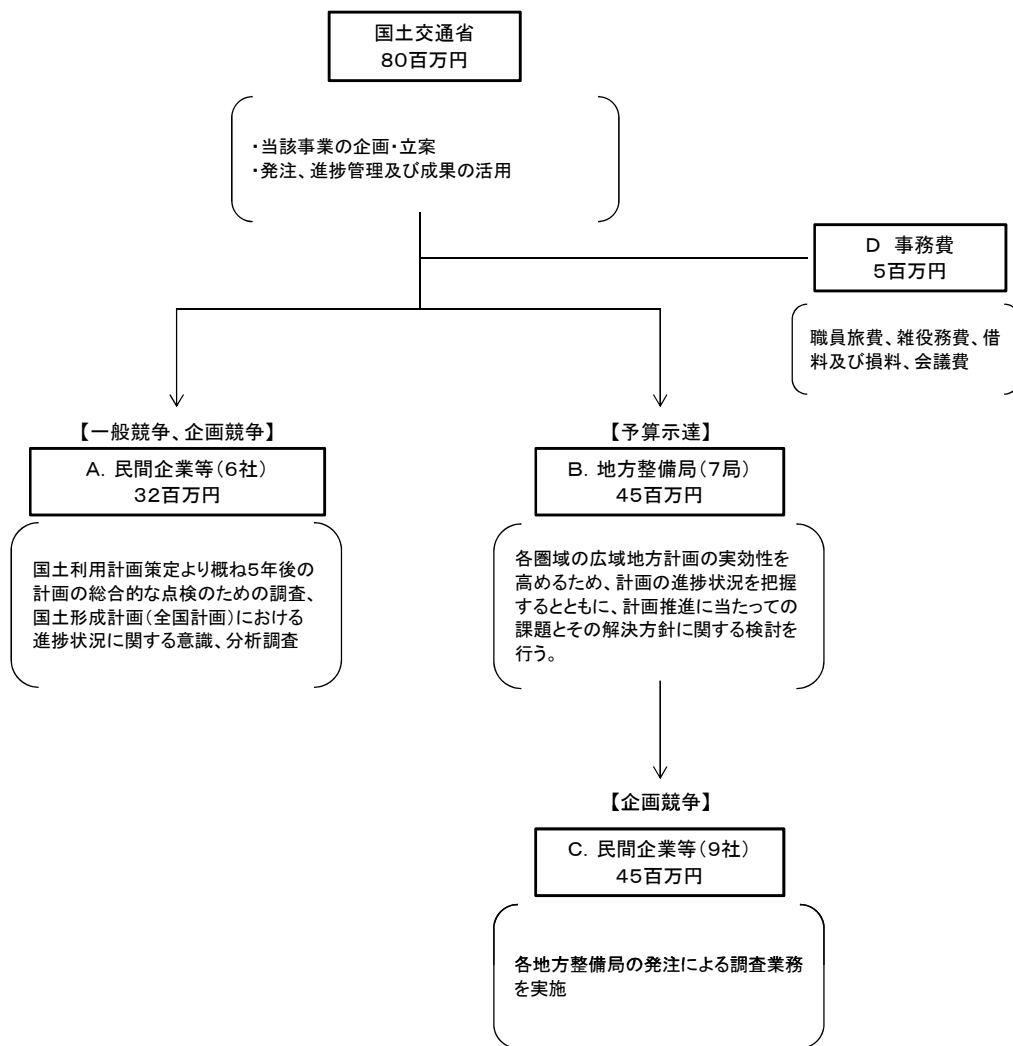 国土交通省
80百万円
・当該事業の企画・立案
・発注、進捗管理及び成果の活用
D 事務費
5百万円
職員旅費、雑役務費、借
料及び損料、会議費
【一般競争、企画競争】
A. 民間企業等(6社)
32百万円
国土利用計画策定より概ね5年後の
計画の総合的な点検のための調査、
国土形成計画(全国計画)における
進捗状況に関する意識、分析調査
【予算示達】
B. 地方整備局(7局)
45百万円
各圏域の広域地方計画の実効性を
高めるため、計画の進捗状況を把握
するとともに、計画推進に当たっての
課題とその解決方針に関する検討を
行う。
【企画競争】
C. 民間企業等(9社)
45百万円
各地方整備局の発注による調査業務
を実施